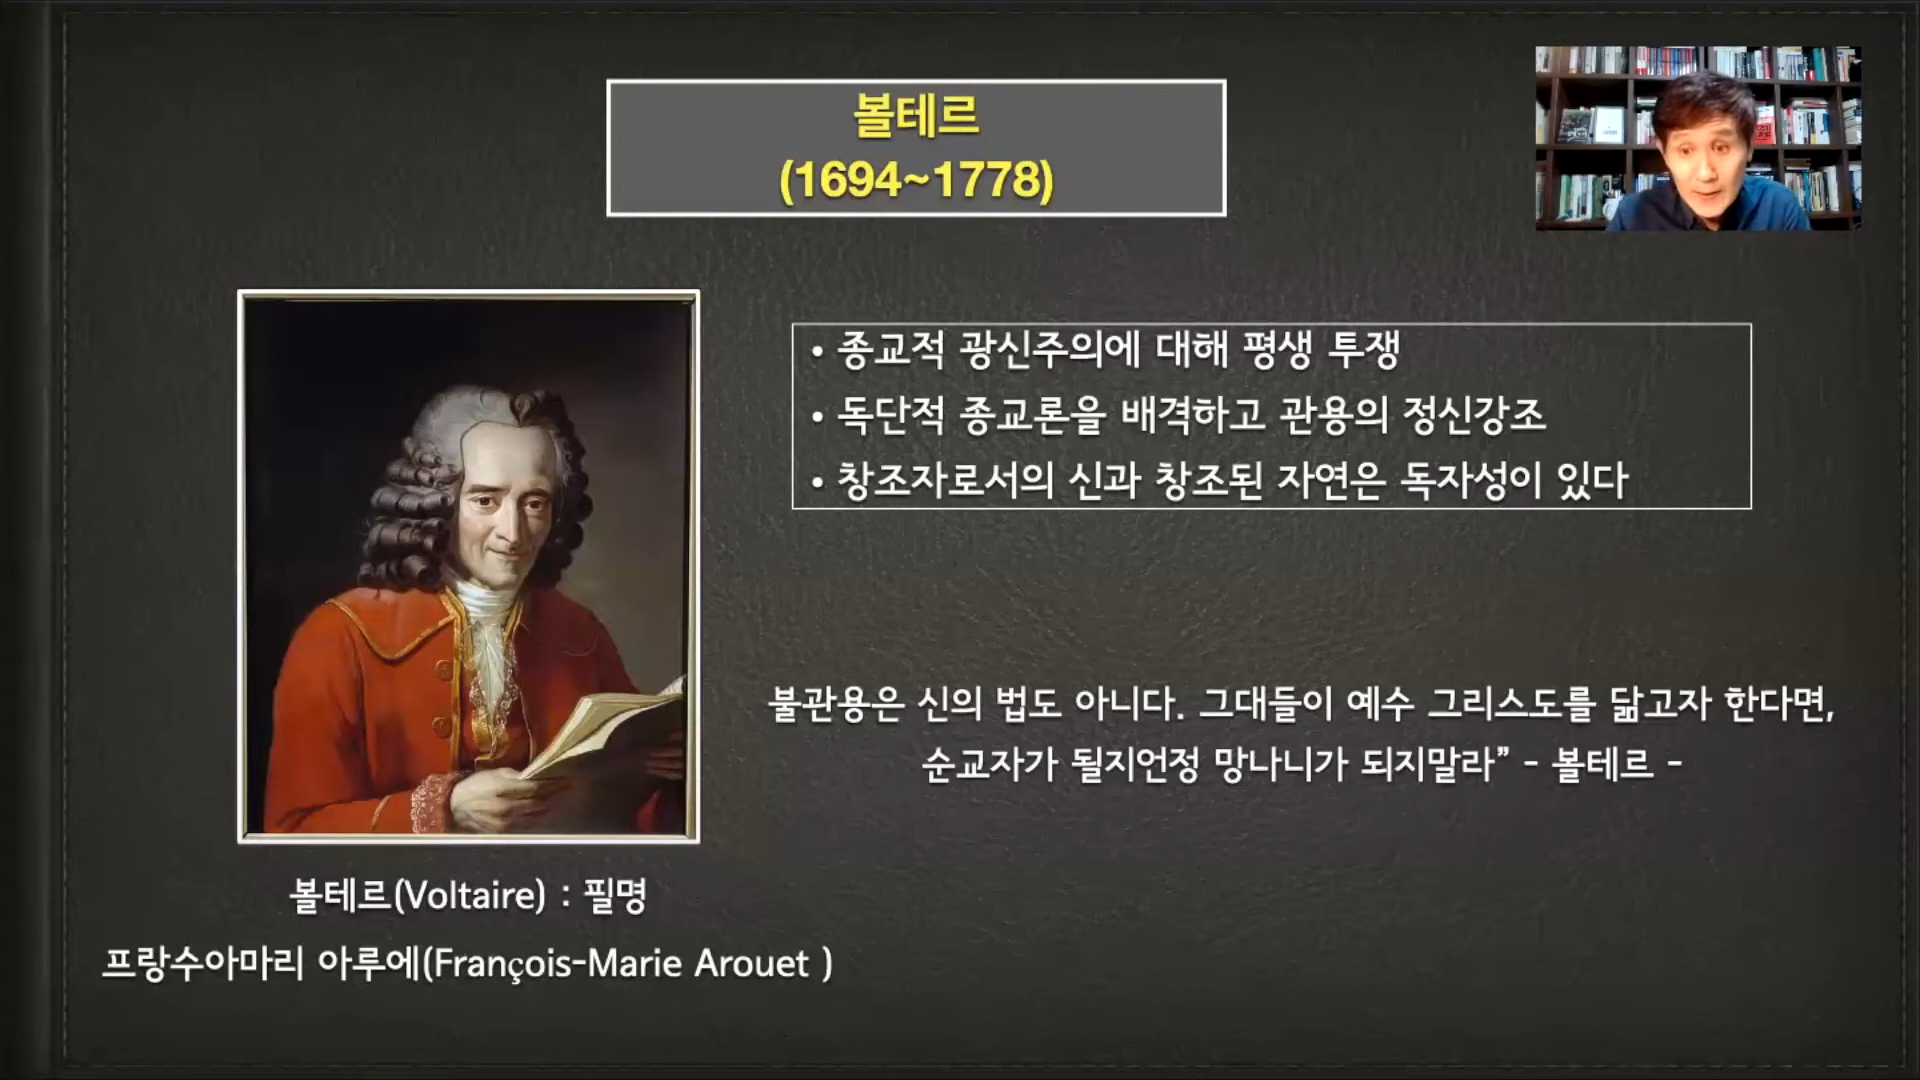 볼테르
(1694~1778)
• 종교적 광신주의에 대해 평생 투쟁
• 독단적 종교론을 배격하고 관용의 정신강조
• 창조자로서의 신과 창조된 자연은 독자성이 있다
불관용은 신의 법도 아니다. 그대들이 예수 그리스도를 닮고자 한다면,
순교자가 될지언정 망나니가 되지말라” - 볼테르 -
볼테르(Voltaire) : 필명
프랑수아마리 아루에(François-Marie Arouet )